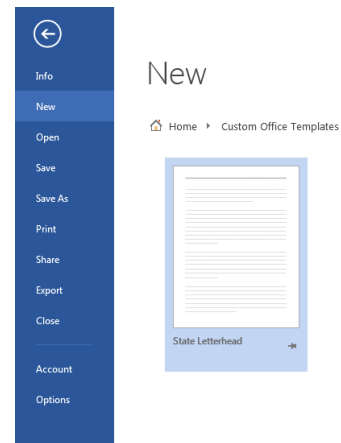 Info
New
Open
Save
Save As
Print
Share
Export
Close
Account
Options
New
Home ‣ Custom Office Templates
State Letterhead